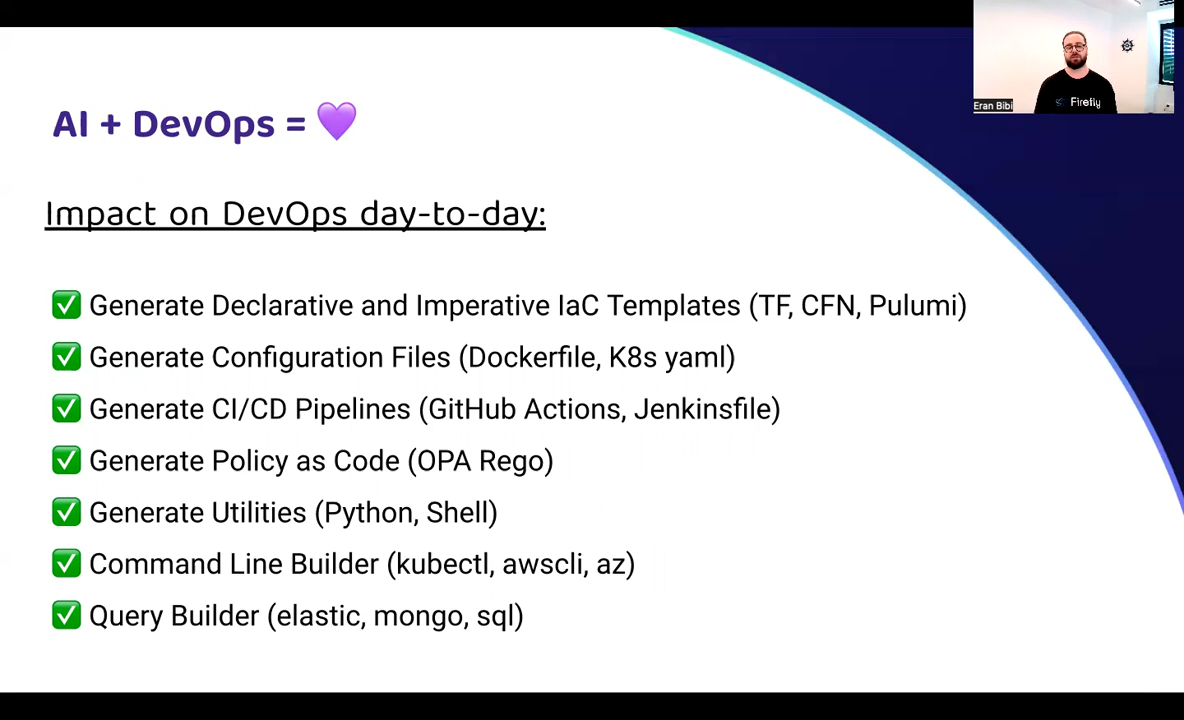 AI + DevOps = 💜
Impact on DevOps day-to-day:
✅ Generate Declarative and Imperative IaC Templates (TF, CFN, Pulumi)
✅ Generate Configuration Files (Dockerfile, K8s yaml)
✅ Generate CI/CD Pipelines (GitHub Actions, Jenkinsfile)
✅ Generate Policy as Code (OPA Rego)
✅ Generate Utilities (Python, Shell)
✅ Command Line Builder (kubectl, awscli, az)
✅ Query Builder (elastic, mongo, sql)
Firefly
Eran Bibi